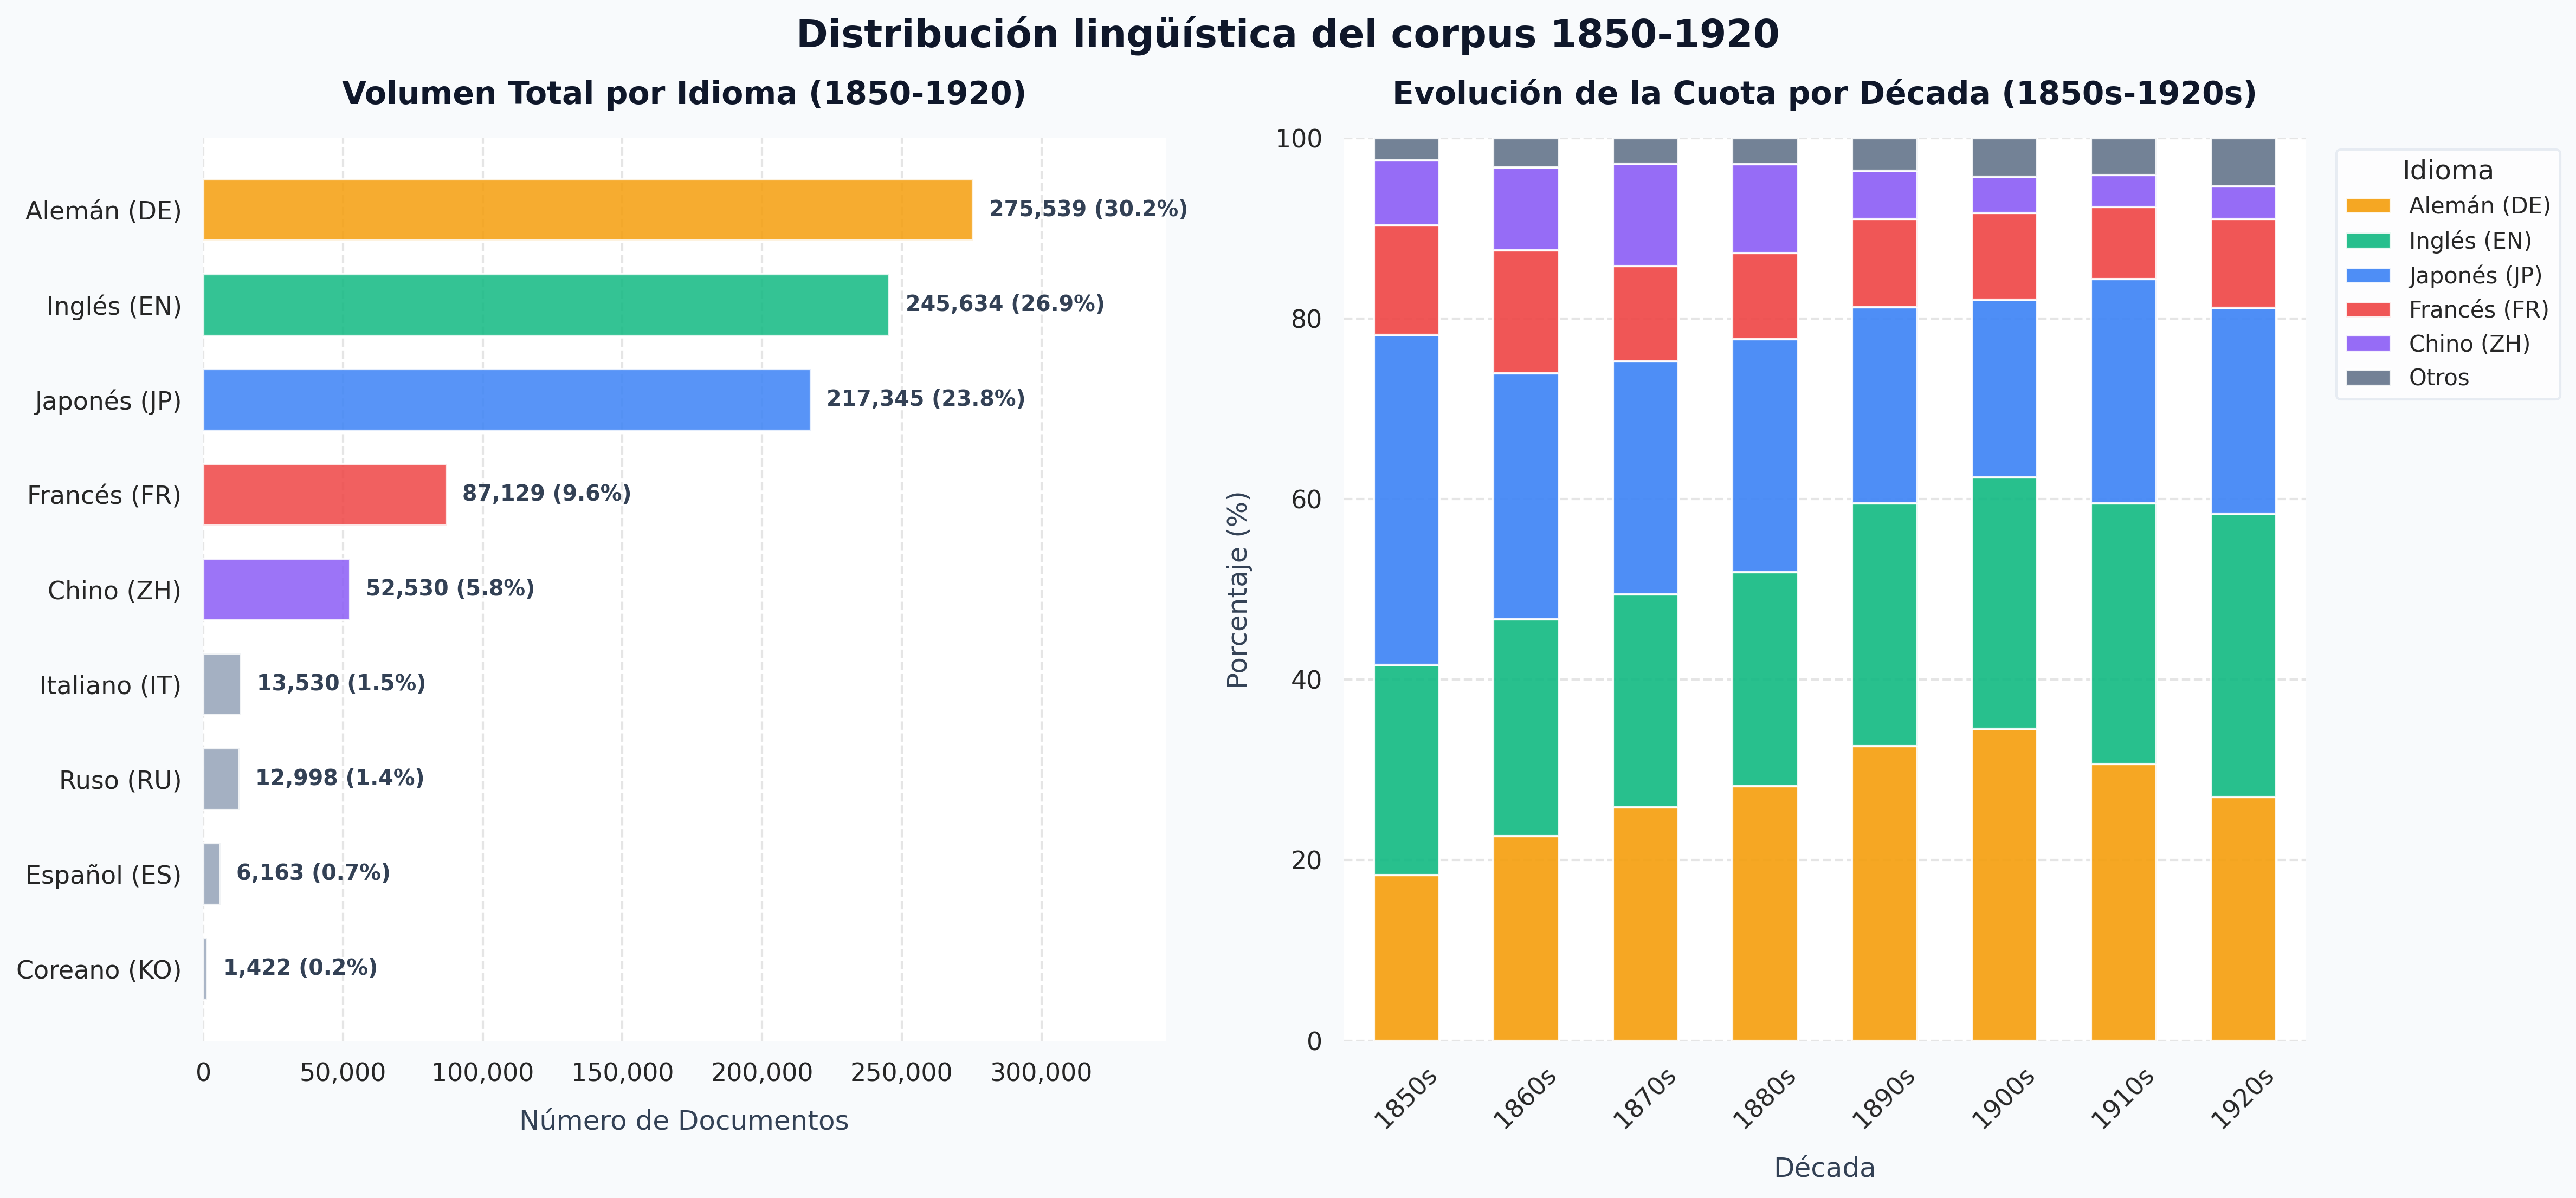 Distribución lingüística del corpus 1850-1920
Volumen Total por Idioma (1850-1920)
Alemán (DE)
275,539 (30.2%)
Inglés (EN)
245,634 (26.9%)
Japonés (JP)
217,345 (23.8%)
Francés (FR)
87,129 (9.6%)
Chino (ZH)
52,530 (5.8%)
Italiano (IT)
13,530 (1.5%)
Ruso (RU)
12,998 (1.4%)
Español (ES)
6,163 (0.7%)
Coreano (KO)
1,422 (0.2%)
0 50,000 100,000 150,000 200,000 250,000 300,000
Número de Documentos
Evolución de la Cuota por Década (1850s-1920s)
Porcentaje (%)
100
80
60
40
20
0
1850s 1860s 1870s 1880s 1890s 1900s 1910s 1920s
Década
Idioma
Alemán (DE)
Inglés (EN)
Japonés (JP)
Francés (FR)
Chino (ZH)
Otros